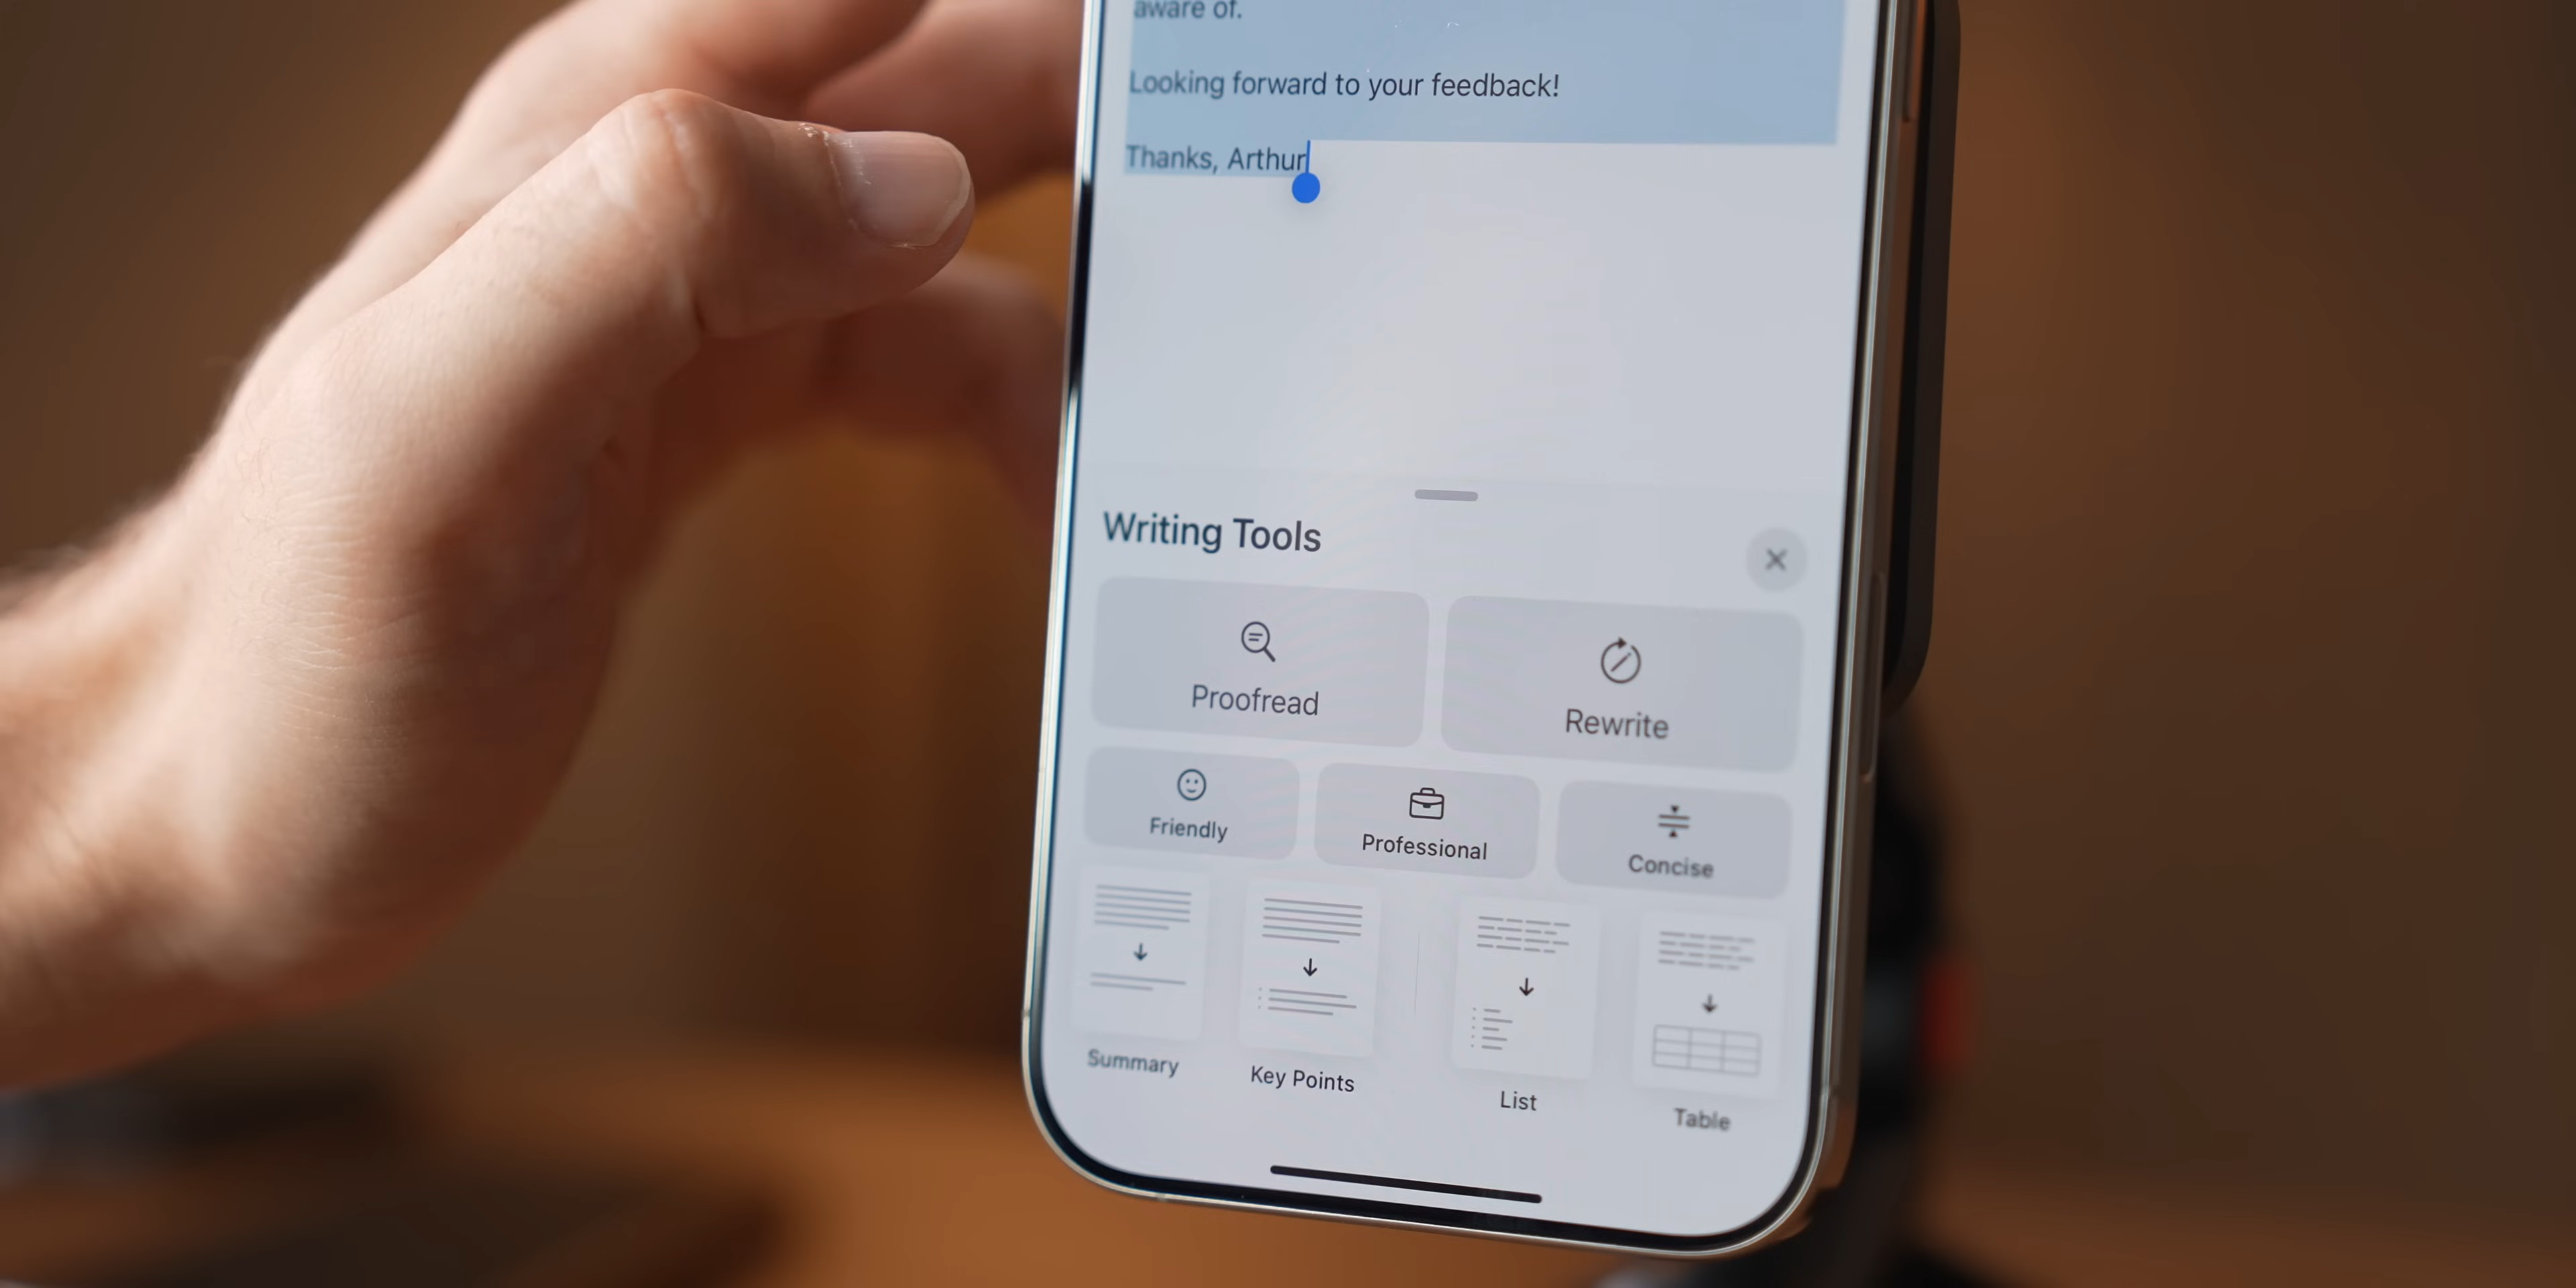 aware of.
Looking forward to your feedback!
Thanks, Arthur
Writing Tools
Proofread
Rewrite
Friendly
Professional
Concise
Summary
Key Points
List
Table